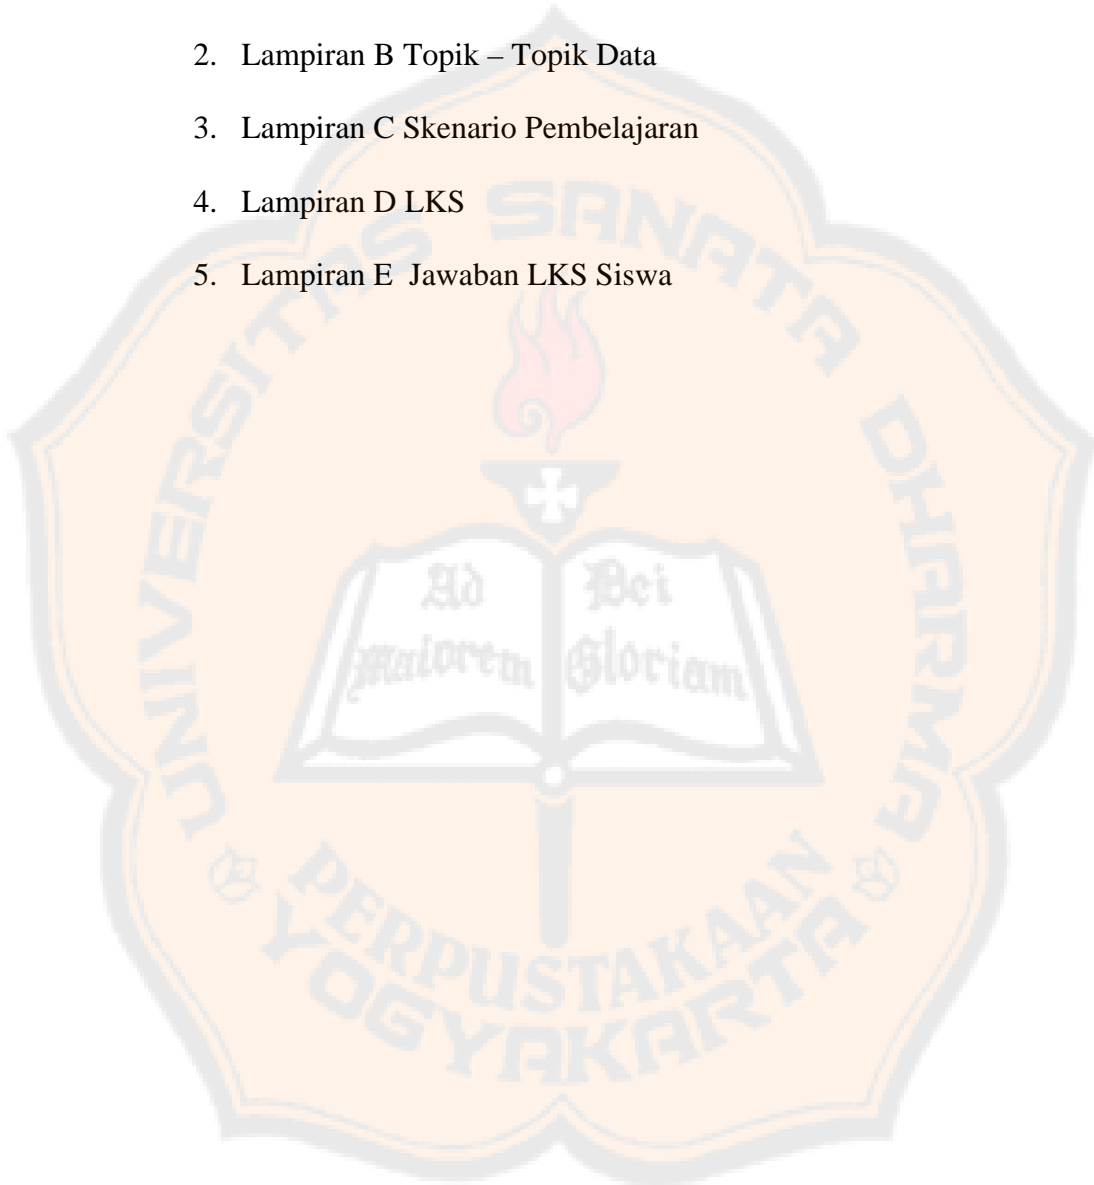 2. Lampiran B Topik – Topik Data
3. Lampiran C Skenario Pembelajaran
4. Lampiran D LKS
5. Lampiran E Jawaban LKS Siswa
UNIVERSITAS SANATA DHARMA
Ad Dei
Maiorem Gloriam
PERPUSTAKAAN
YOGYAKARTA